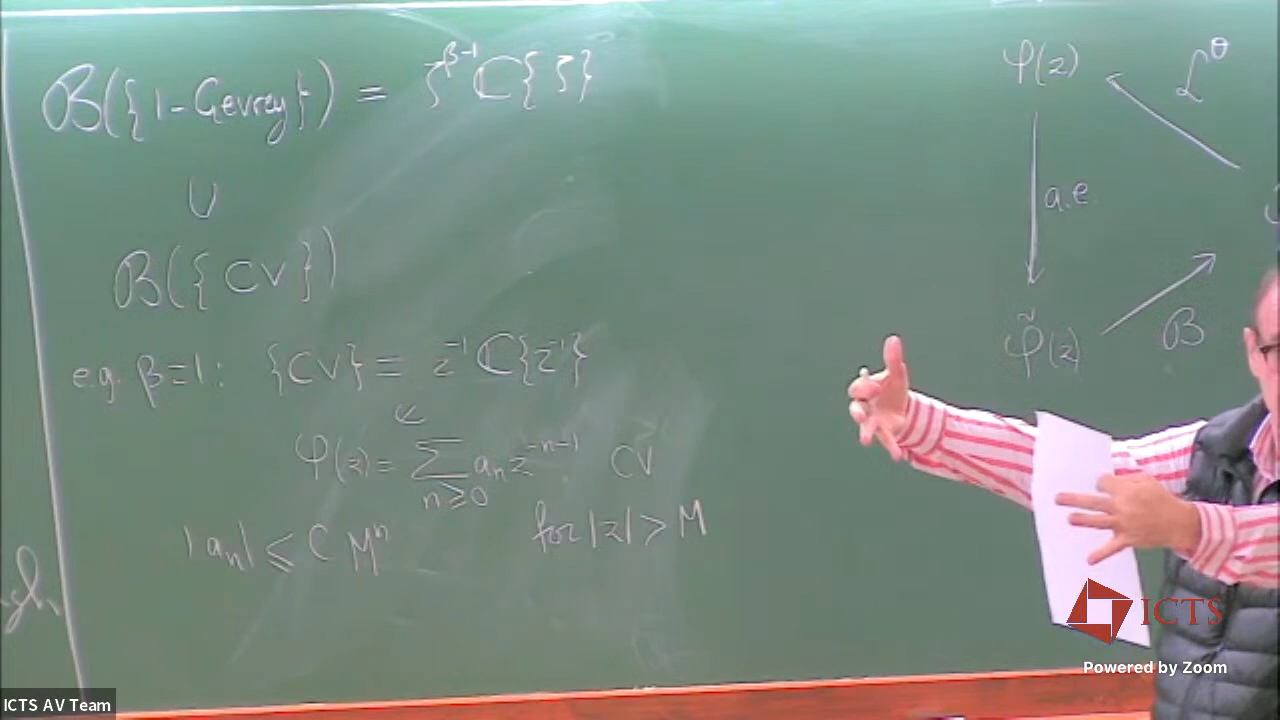 ℬ({1-Gevrey}) = ζ^{β-1} ℂ{ζ}
∪
ℬ({CV})
e.g. β=1: {CV} = z^{-1} ℂ{z^{-1}}
φ(z) = ∑_{n≥0} a_n z^{-n-1} CV
|a_n| ≤ C M^n for |z| > M
φ(z) ℒ^θ
a.e.
φ̃(z) ℬ
ICTS
Powered by Zoom
ICTS AV Team